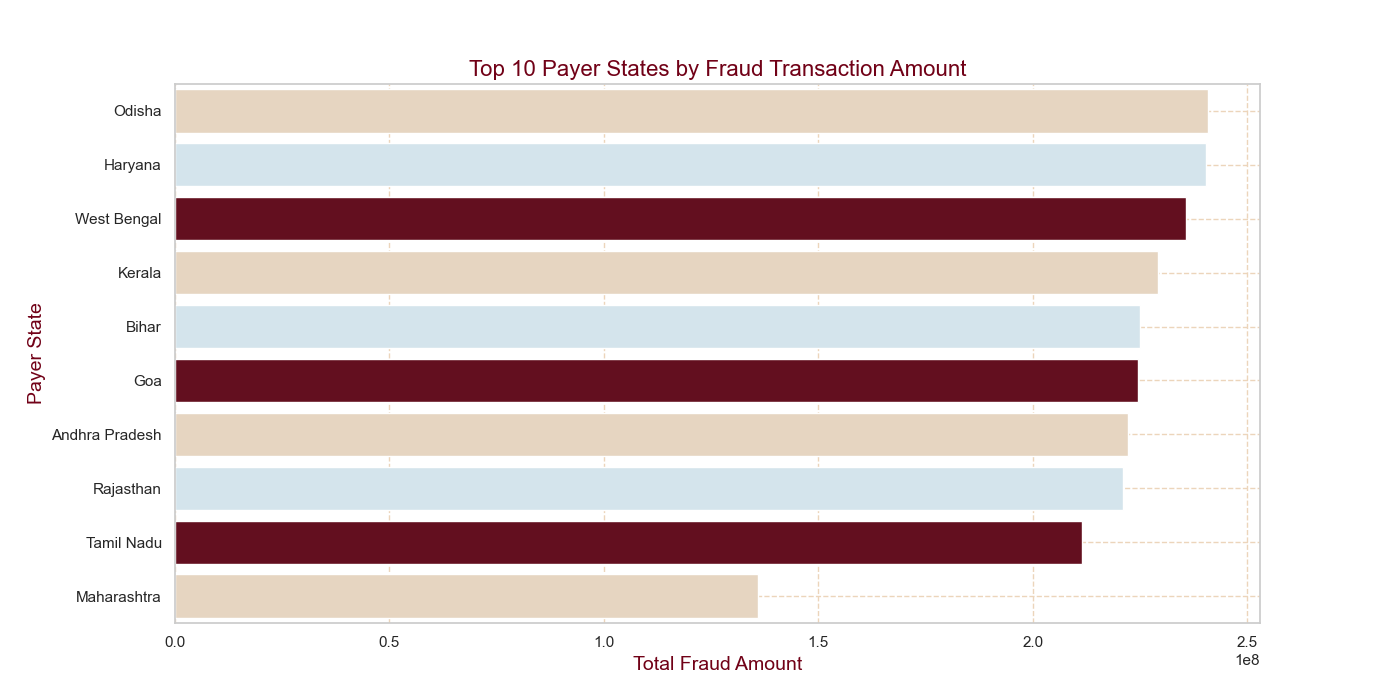 Top 10 Payer States by Fraud Transaction Amount
Odisha
Haryana
West Bengal
Kerala
Bihar
Goa
Andhra Pradesh
Rajasthan
Tamil Nadu
Maharashtra
Payer State
0.0 0.5 1.0 1.5 2.0 2.5
1e8
Total Fraud Amount